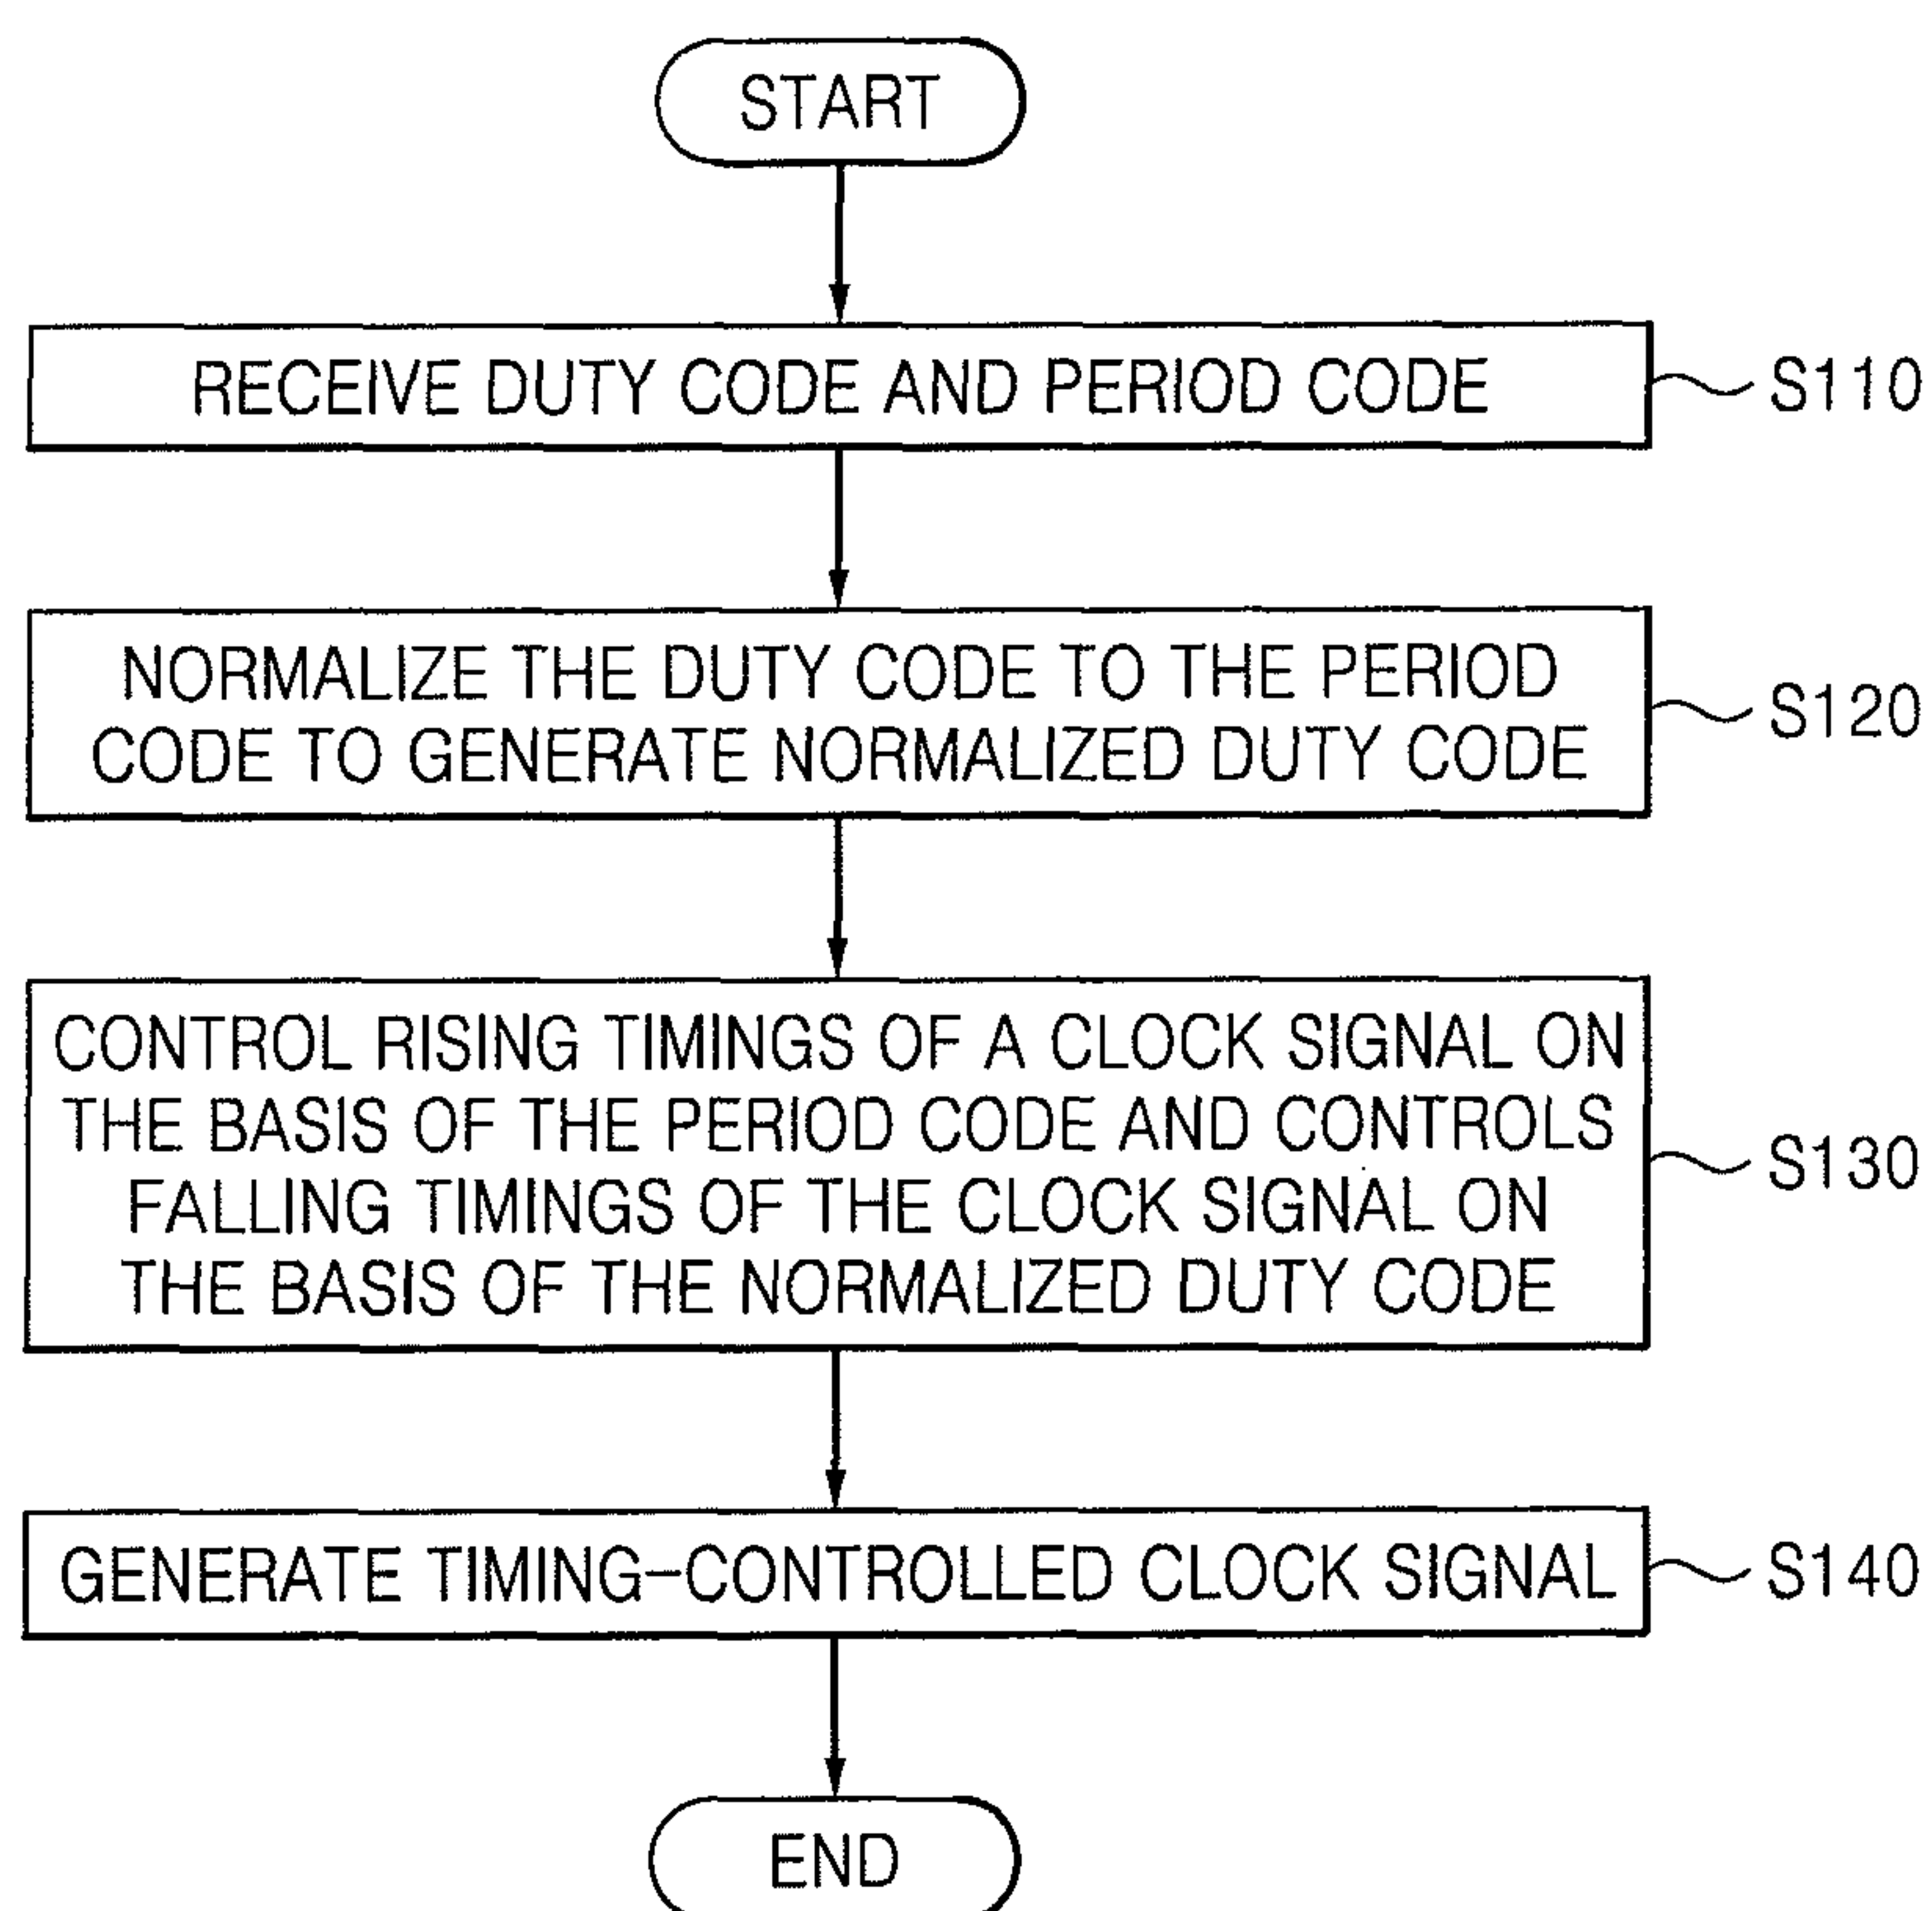 START
RECEIVE DUTY CODE AND PERIOD CODE
S110
NORMALIZE THE DUTY CODE TO THE PERIOD
CODE TO GENERATE NORMALIZED DUTY CODE
S120
CONTROL RISING TIMINGS OF A CLOCK SIGNAL ON
THE BASIS OF THE PERIOD CODE AND CONTROLS
FALLING TIMINGS OF THE CLOCK SIGNAL ON
THE BASIS OF THE NORMALIZED DUTY CODE
S130
GENERATE TIMING-CONTROLLED CLOCK SIGNAL
S140
END